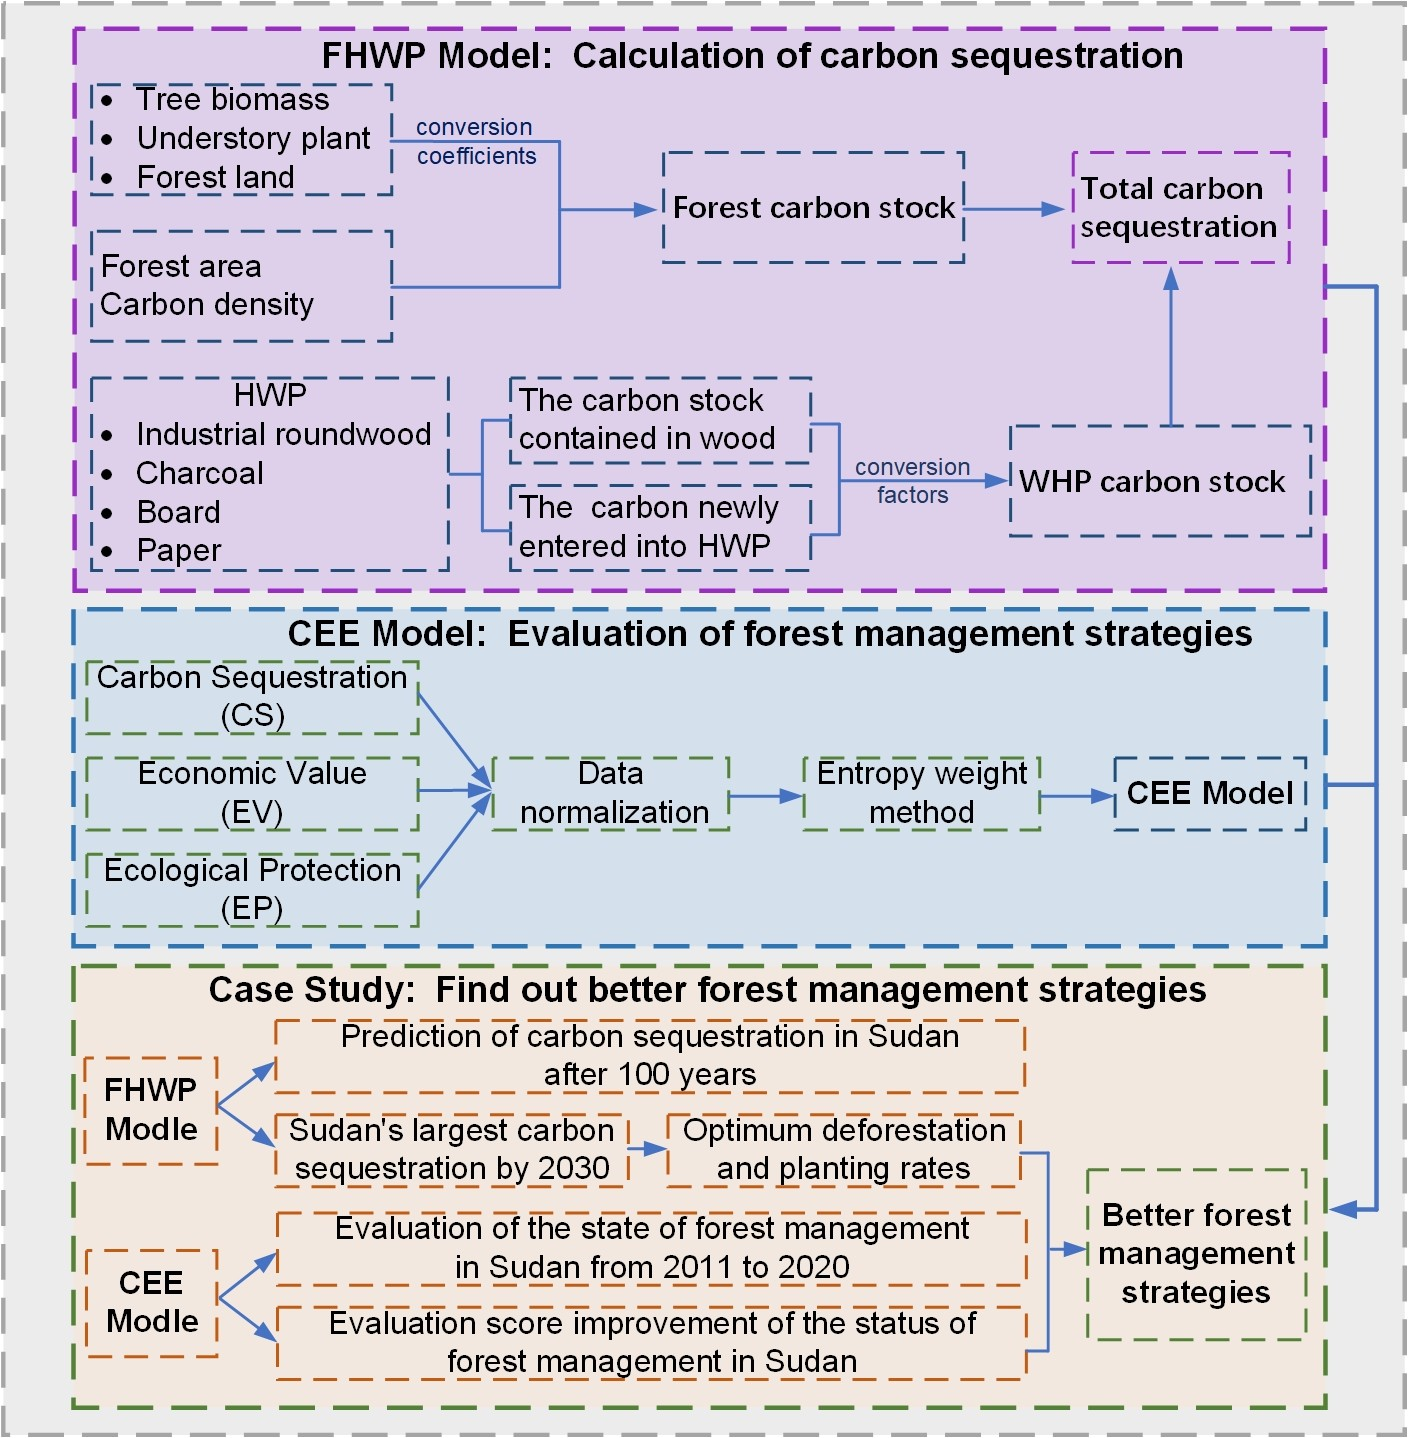 FHWP Model:  Calculation of carbon sequestration
• Tree biomass
• Understory plant
• Forest land
conversion
coefficients
Forest area
Carbon density
Forest carbon stock
Total carbon
sequestration
HWP
• Industrial roundwood
• Charcoal
• Board
• Paper
The carbon stock
contained in wood
The  carbon newly
entered into HWP
conversion
factors
WHP carbon stock
CEE Model:  Evaluation of forest management strategies
Carbon Sequestration
(CS)
Economic Value
(EV)
Ecological Protection
(EP)
Data
normalization
Entropy weight
method
CEE Model
Case Study:  Find out better forest management strategies
FHWP
Modle
Prediction of carbon sequestration in Sudan
after 100 years
Sudan's largest carbon
sequestration by 2030
Optimum deforestation
and planting rates
CEE
Modle
Evaluation of the state of forest management
in Sudan from 2011 to 2020
Evaluation score improvement of the status of
forest management in Sudan
Better forest
management
strategies